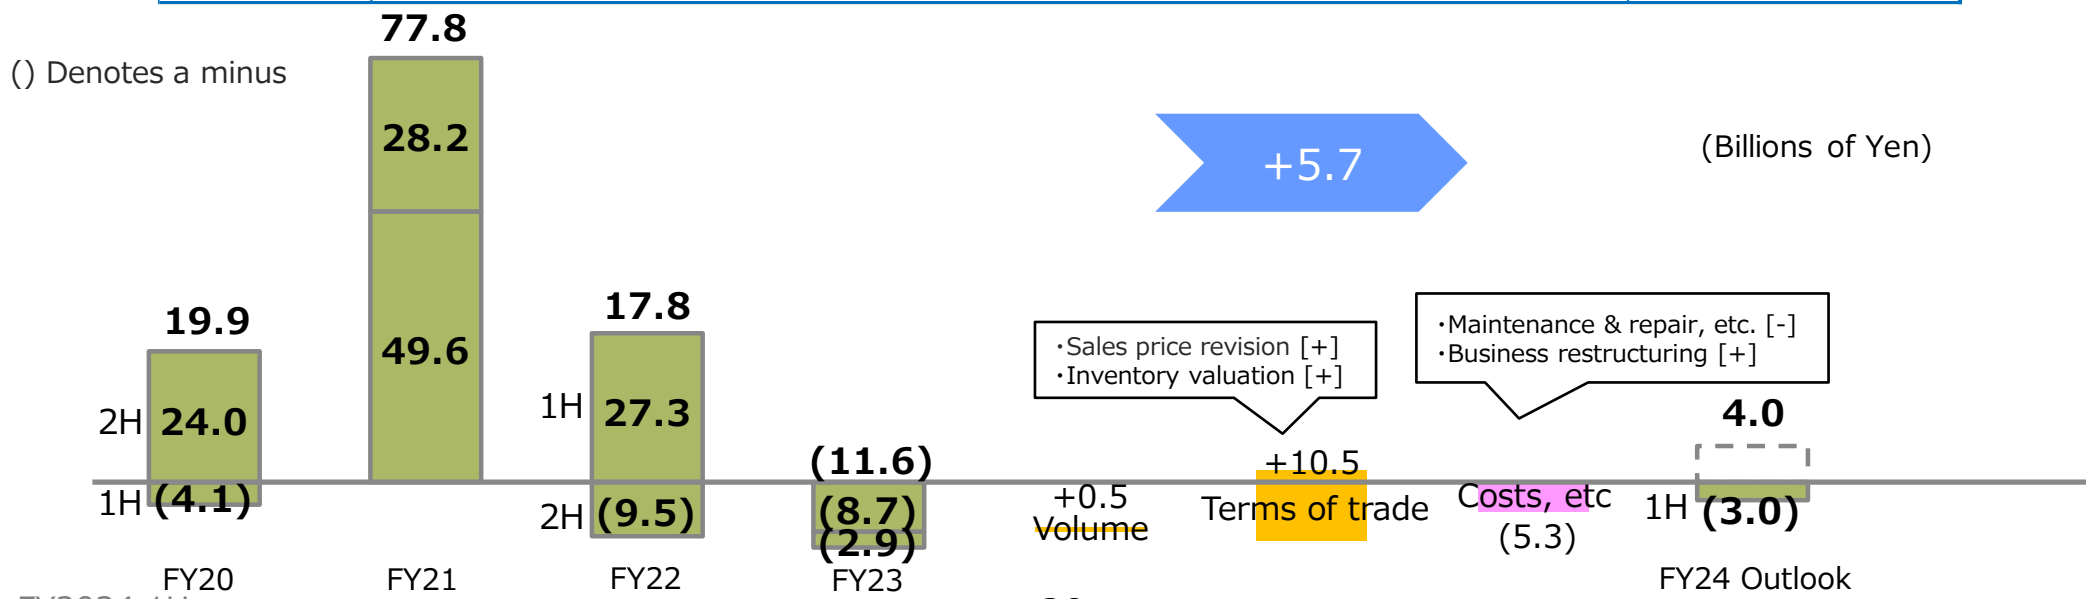 77.8
() Denotes a minus
28.2
+5.7
(Billions of Yen)
49.6
19.9
17.8
・Sales price revision [+]
・Inventory valuation [+]
・Maintenance & repair, etc. [-]
・Business restructuring [+]
2H 24.0
1H 27.3
4.0
(11.6)
+10.5
1H (4.1)
2H (9.5)
(8.7)
(2.9)
+0.5
Volume
Terms of trade
Costs, etc
(5.3)
1H (3.0)
FY20
FY21
FY22
FY23
FY24 Outlook